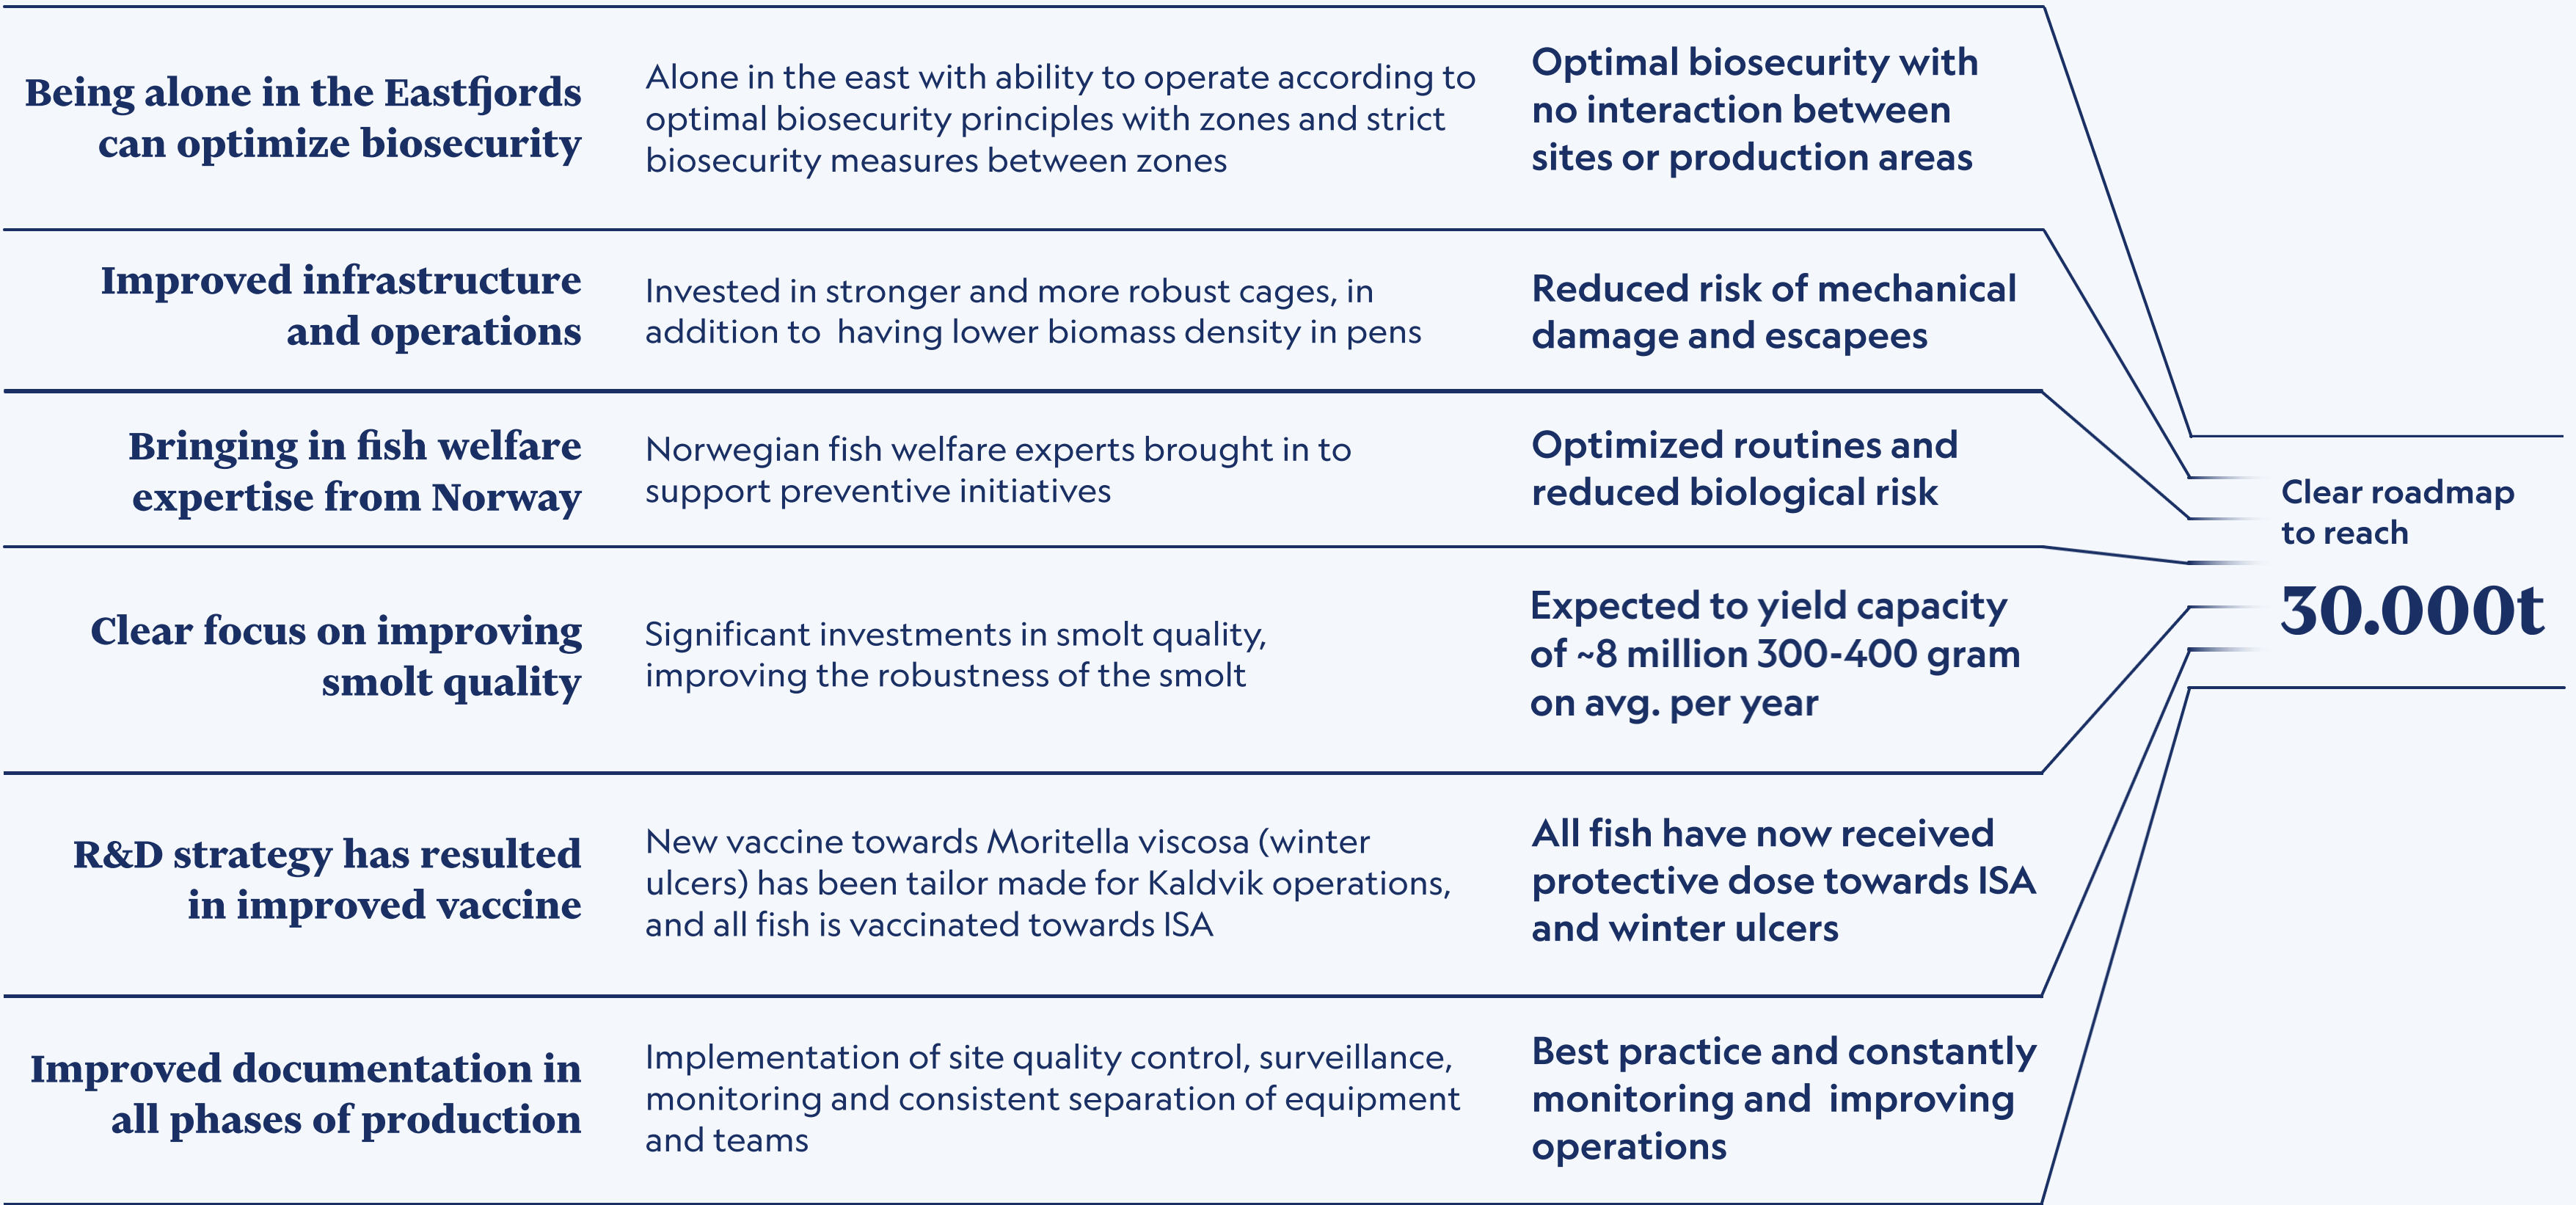 Being alone in the Eastfjords
can optimize biosecurity
Alone in the east with ability to operate according to
optimal biosecurity principles with zones and strict
biosecurity measures between zones
Optimal biosecurity with
no interaction between
sites or production areas
Improved infrastructure
and operations
Invested in stronger and more robust cages, in
addition to  having lower biomass density in pens
Reduced risk of mechanical
damage and escapees
Bringing in fish welfare
expertise from Norway
Norwegian fish welfare experts brought in to
support preventive initiatives
Optimized routines and
reduced biological risk
Clear focus on improving
smolt quality
Significant investments in smolt quality,
improving the robustness of the smolt
Expected to yield capacity
of ~8 million 300-400 gram
on avg. per year
R&D strategy has resulted
in improved vaccine
New vaccine towards Moritella viscosa (winter
ulcers) has been tailor made for Kaldvik operations,
and all fish is vaccinated towards ISA
All fish have now received
protective dose towards ISA
and winter ulcers
Improved documentation in
all phases of production
Implementation of site quality control, surveillance,
monitoring and consistent separation of equipment
and teams
Best practice and constantly
monitoring and  improving
operations
Clear roadmap
to reach
30.000t